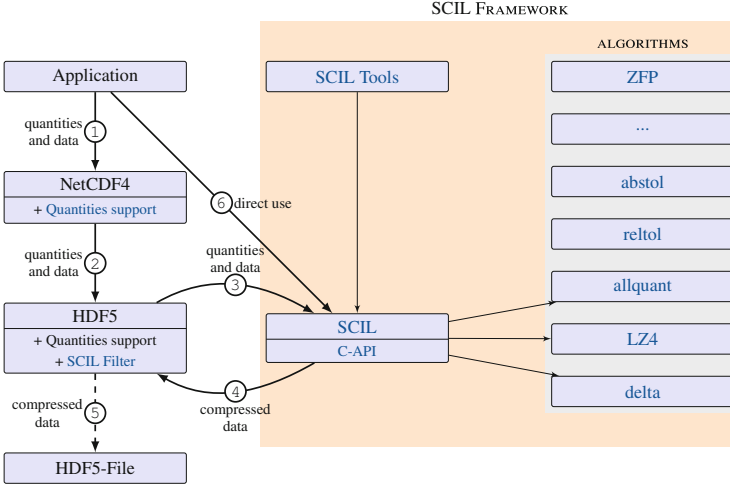 SCIL FRAMEWORK
ALGORITHMS
Application
SCIL Tools
ZFP
quantities
and data
1
...
NetCDF4
+ Quantities support
abstol
6 direct use
reltol
quantities
and data
2
quantities
and data
3
allquant
HDF5
+ Quantities support
+ SCIL Filter
SCIL
C-API
LZ4
delta
4
compressed
data
compressed
data
5
HDF5-File